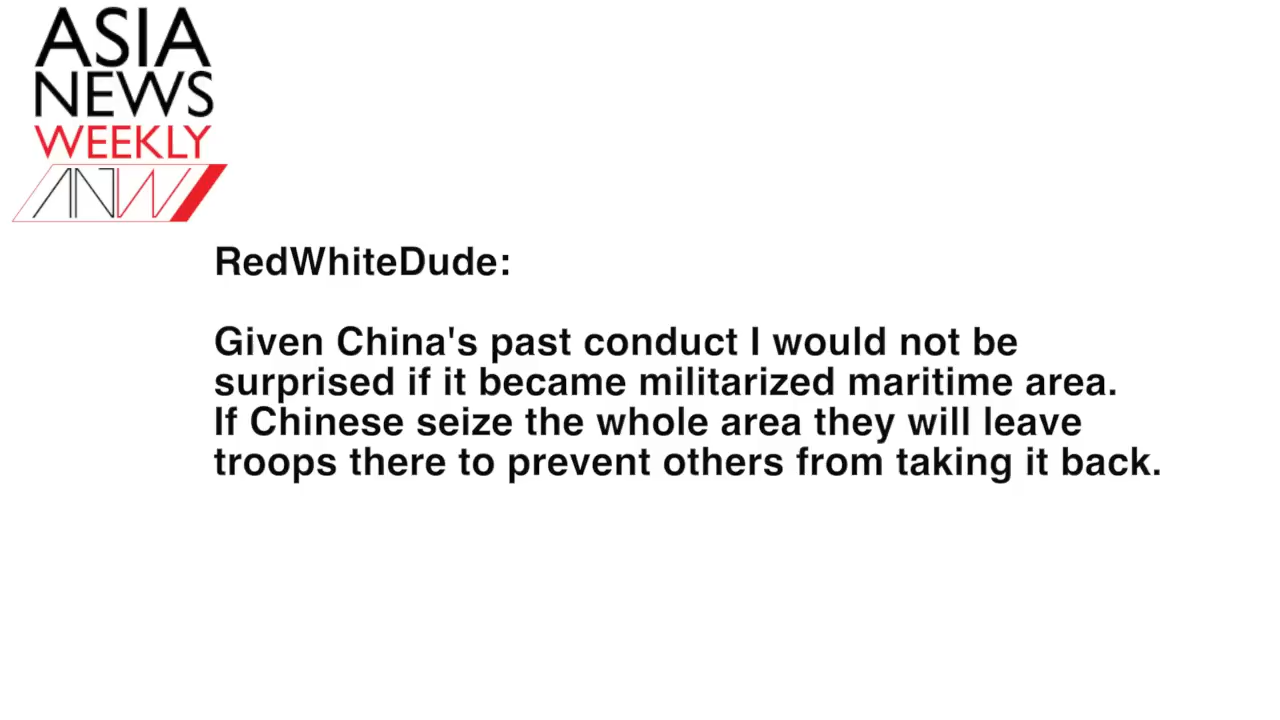 ASIA
NEWS
WEEKLY
ANW
RedWhiteDude:
Given China's past conduct I would not be
surprised if it became militarized maritime area.
If Chinese seize the whole area they will leave
troops there to prevent others from taking it back.